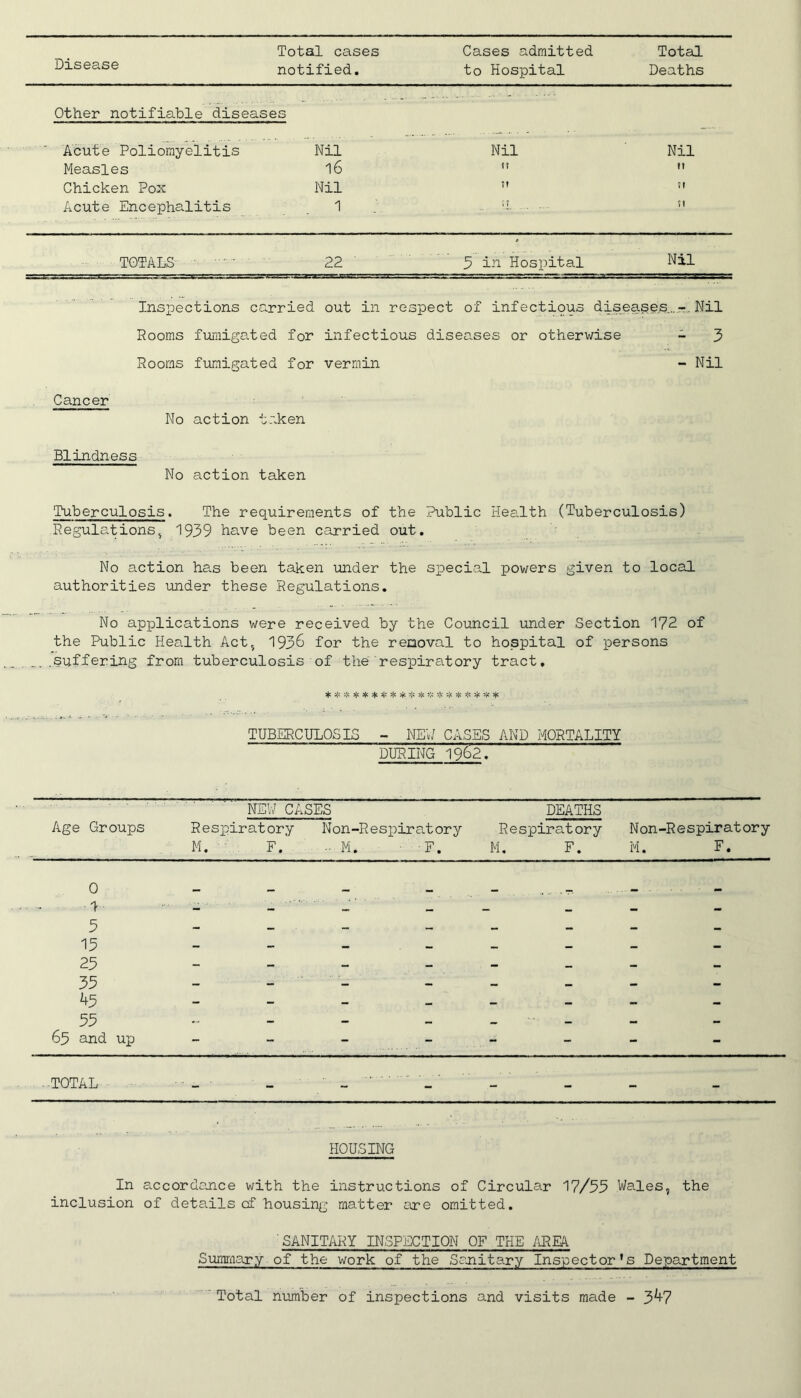 Disease Total cases notified. Cases admitted to Hospital Total Deaths
Other notifiable diseases
Acute Poliomyelitis Nil Nil Nil
Measles 16 " "
Chicken Pox Nil " "
Acute Encephalitis 1 " "
TOTALS 22 5 in Hospital Nil
Inspections carried out in respect of infectious diseases - Nil
Rooms fumigated for infectious diseases or otherwise - 3
Rooms fumigated for vermin - Nil
Cancer
No action taken
Blindness
No action taken
Tuberculosis. The requirements of the Public Health (Tuberculosis)
Regulations, 1939 have been carried out.
No action has been taken under the special powers given to local
authorities under these Regulations.
No applications were received by the Council under Section 172 of
the Public Health Act, 1936 for the removal to hospital of persons
suffering from tuberculosis of the respiratory tract.
*******************
TUBERCULOSIS - NEW CASES AND MORTALITY
DURING 1962.
NEW CASES DEATHS
Age Groups Respiratory Non-Respiratory Respiratory Non-Respiratory
M. F. M. F. M. F. M. F.
0 - - - - - - - -
1 - - - - - - - -
5 - - - - - - - -
15 - - - - - - - -
25 - - - - - - - -
35 - - - - - - - -
45 - - - - - - - -
55 - - - - - - - -
65 and up - - - - - - - -
TOTAL - - - - - - - -
HOUSING
In accordance with the instructions of Circular 17/55 Wales, the
inclusion of details of housing matter are omitted.
SANITARY INSPECTION OF THE AREA
Summary of the work of the Sanitary Inspector's Department
Total number of inspections and visits made - 347